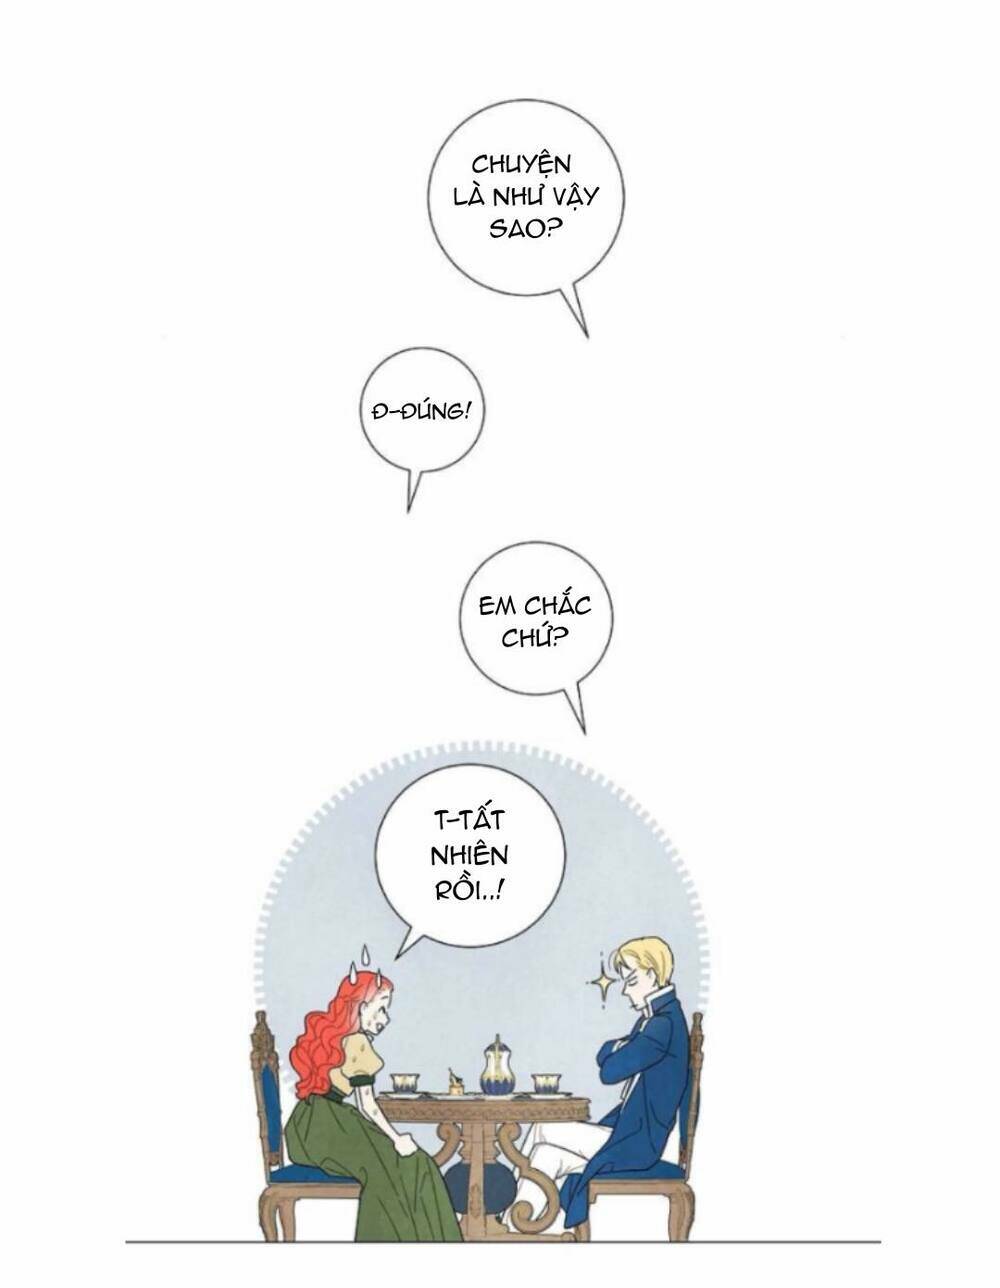 CHUYỆN
LÀ NHƯ VẬY
SAO?
Đ-ĐÚNG!
EM CHẮC
CHỨ?
T-TẤT
NHIÊN
RỒI..!